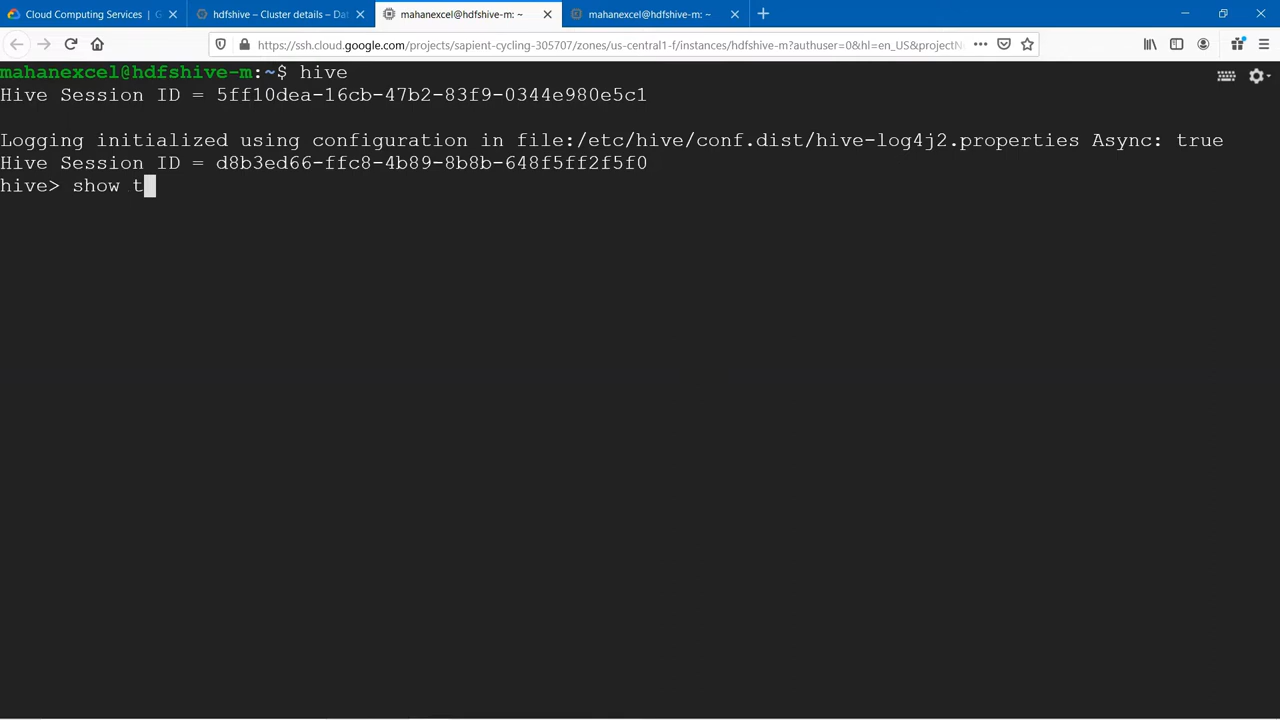 Cloud Computing Services | G
hdfshive – Cluster details – Dat
mahanexcel@hdfshive-m: ~
mahanexcel@hdfshive-m: ~
https://ssh.cloud.google.com/projects/sapient-cycling-305707/zones/us-central1-f/instances/hdfshive-m?authuser=0&hl=en_US&projectN
mahanexcel@hdfshive-m:~$ hive
Hive Session ID = 5ff10dea-16cb-47b2-83f9-0344e980e5c1
Logging initialized using configuration in file:/etc/hive/conf.dist/hive-log4j2.properties Async: true
Hive Session ID = d8b3ed66-ffc8-4b89-8b8b-648f5ff2f5f0
hive> show t